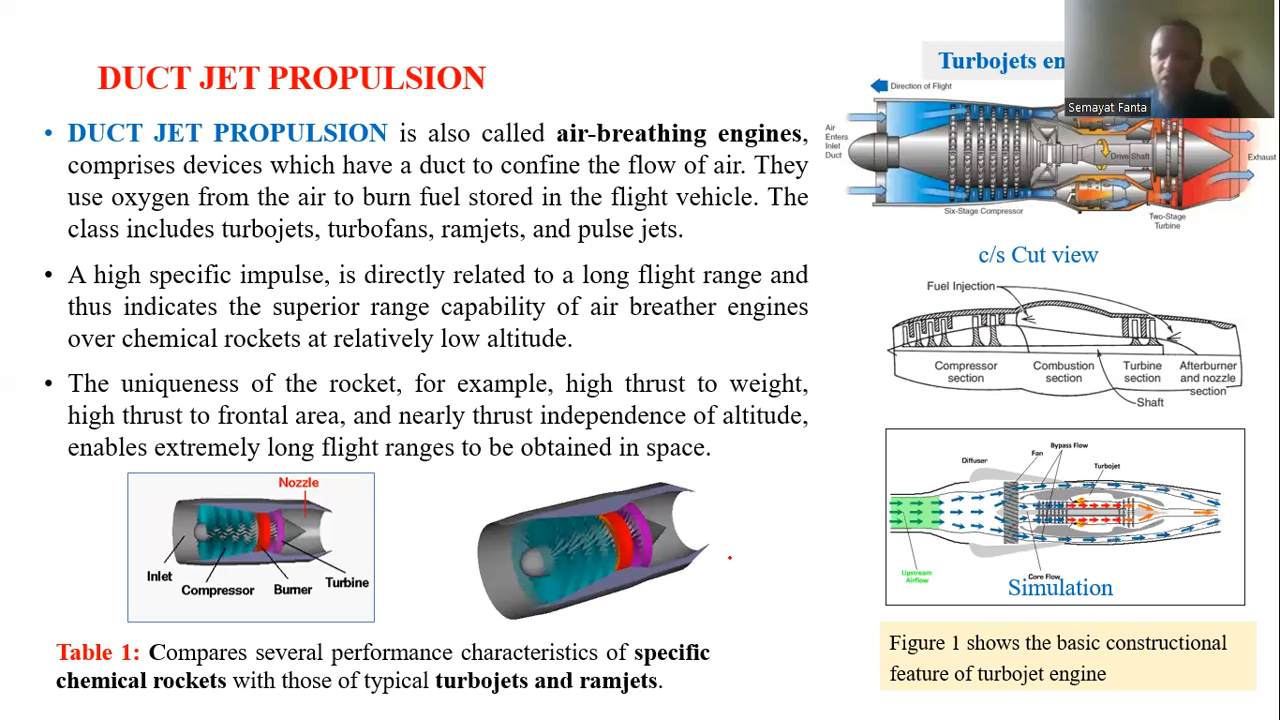 DUCT JET PROPULSION
• DUCT JET PROPULSION is also called air-breathing engines,
comprises devices which have a duct to confine the flow of air. They
use oxygen from the air to burn fuel stored in the flight vehicle. The
class includes turbojets, turbofans, ramjets, and pulse jets.
• A high specific impulse, is directly related to a long flight range and
thus indicates the superior range capability of air breather engines
over chemical rockets at relatively low altitude.
• The uniqueness of the rocket, for example, high thrust to weight,
high thrust to frontal area, and nearly thrust independence of altitude,
enables extremely long flight ranges to be obtained in space.
Nozzle
Inlet
Compressor
Burner
Turbine
Table 1: Compares several performance characteristics of specific
chemical rockets with those of typical turbojets and ramjets.
Turbojets en
Semayat Fanta
Direction of Flight
Air
Enters
Inlet
Duct
Drive Shaft
Exhaust
Six-Stage Compressor
Two-Stage
Turbine
c/s Cut view
Fuel Injection
Compressor
section
Combustion
section
Turbine
section
Afterburner
and nozzle
section
Shaft
Bypass Flow
Fan
Diffusor
Turbojet
Upstream
Airflow
Core Flow
Simulation
Figure 1 shows the basic constructional
feature of turbojet engine